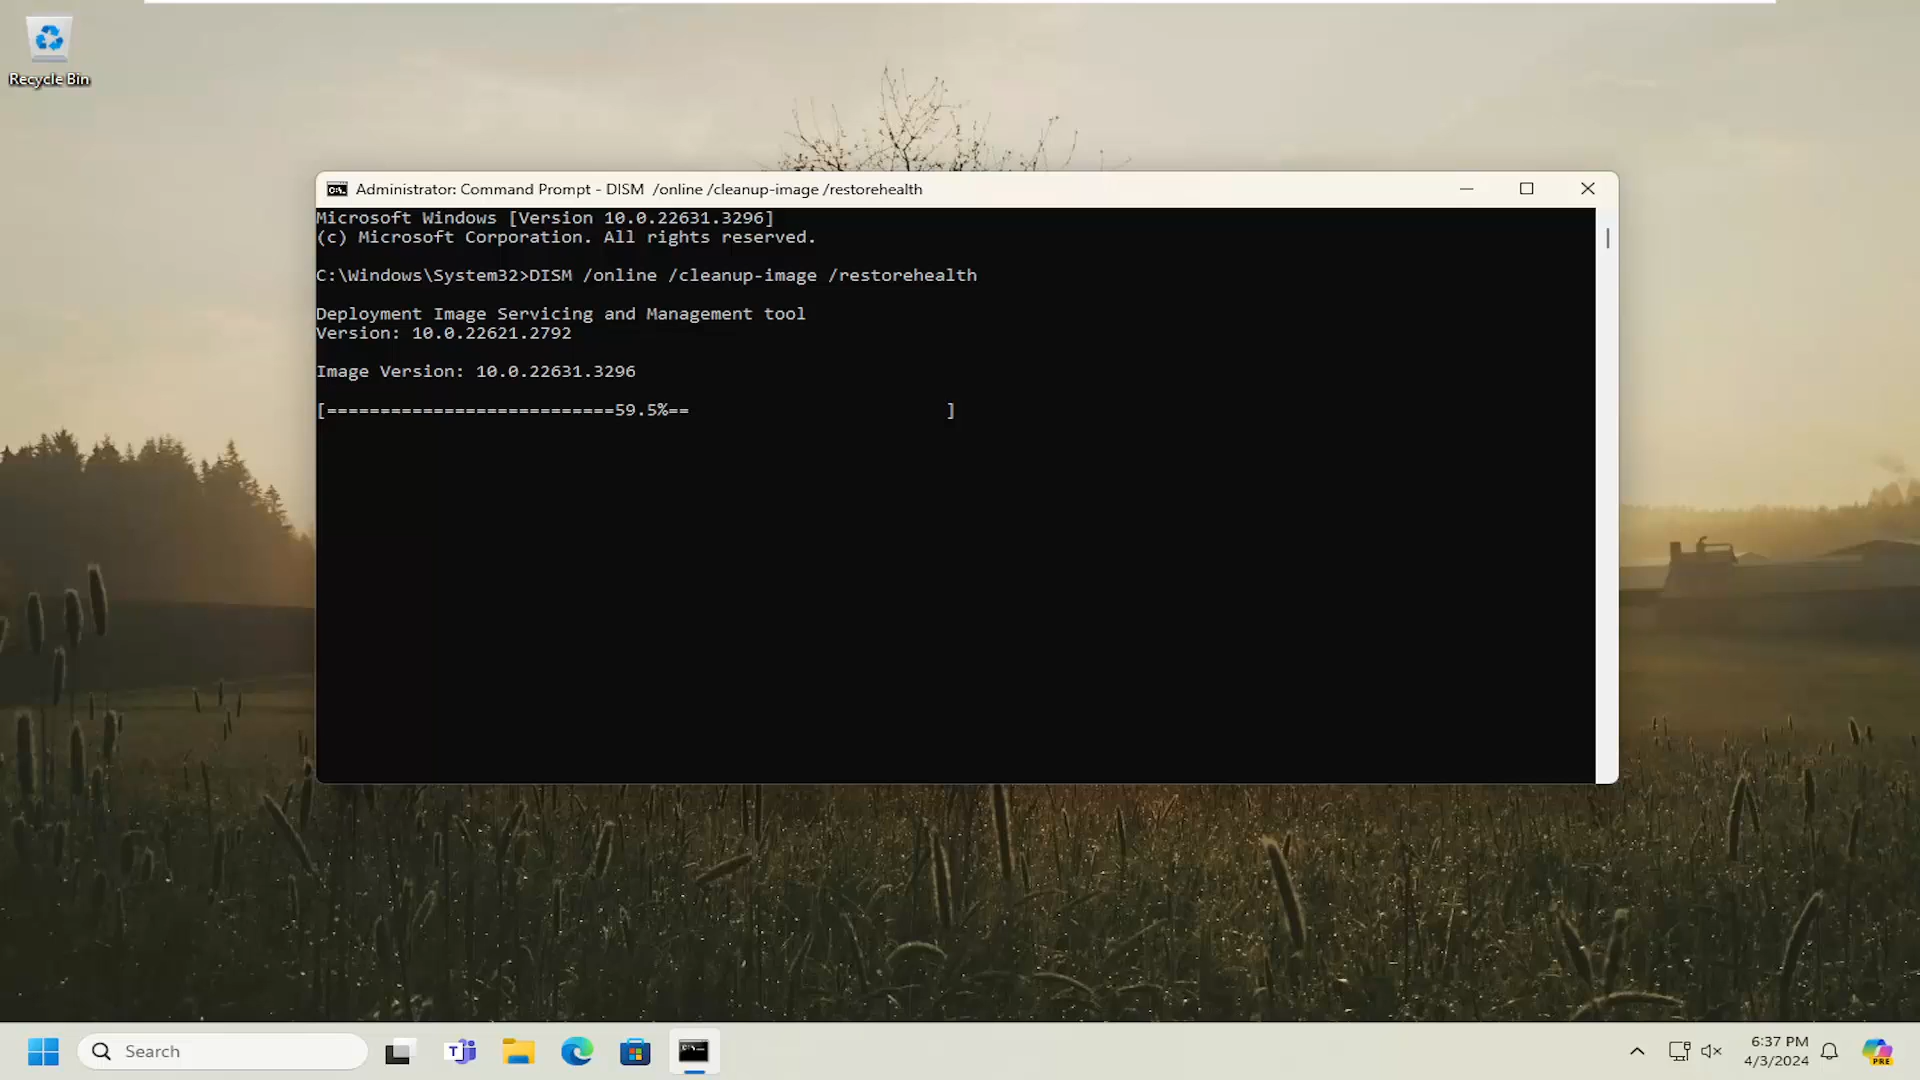 Recycle Bin
Administrator: Command Prompt - DISM  /online /cleanup-image /restorehealth
Microsoft Windows [Version 10.0.22631.3296]
(c) Microsoft Corporation. All rights reserved.
C:\Windows\System32>DISM /online /cleanup-image /restorehealth
Deployment Image Servicing and Management tool
Version: 10.0.22621.2792
Image Version: 10.0.22631.3296
[===========================59.5%==                        ]
Search
6:37 PM
4/3/2024
PRE